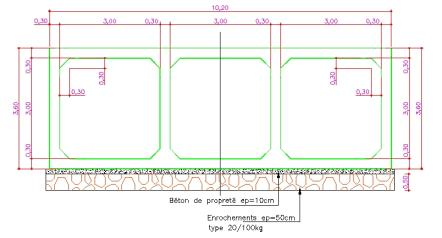 10,20
0,30 3,00 0,30 3,00 0,30 3,00 0,30
0,30 0,30 0,30 0,30
3,60 3,00 3,00 3,60
0,30 0,30
0,30 0,30
Béton de propreté ep=10cm
Enrochements ep=50cm
type 20/100kg